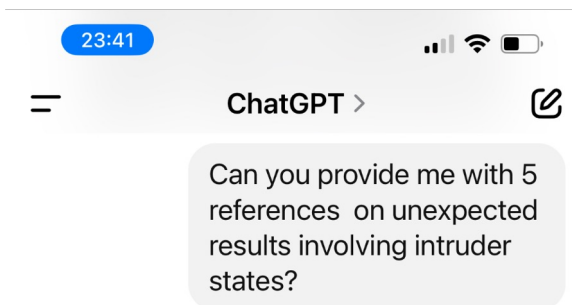 23:41
ChatGPT >
Can you provide me with 5
references on unexpected
results involving intruder
states?